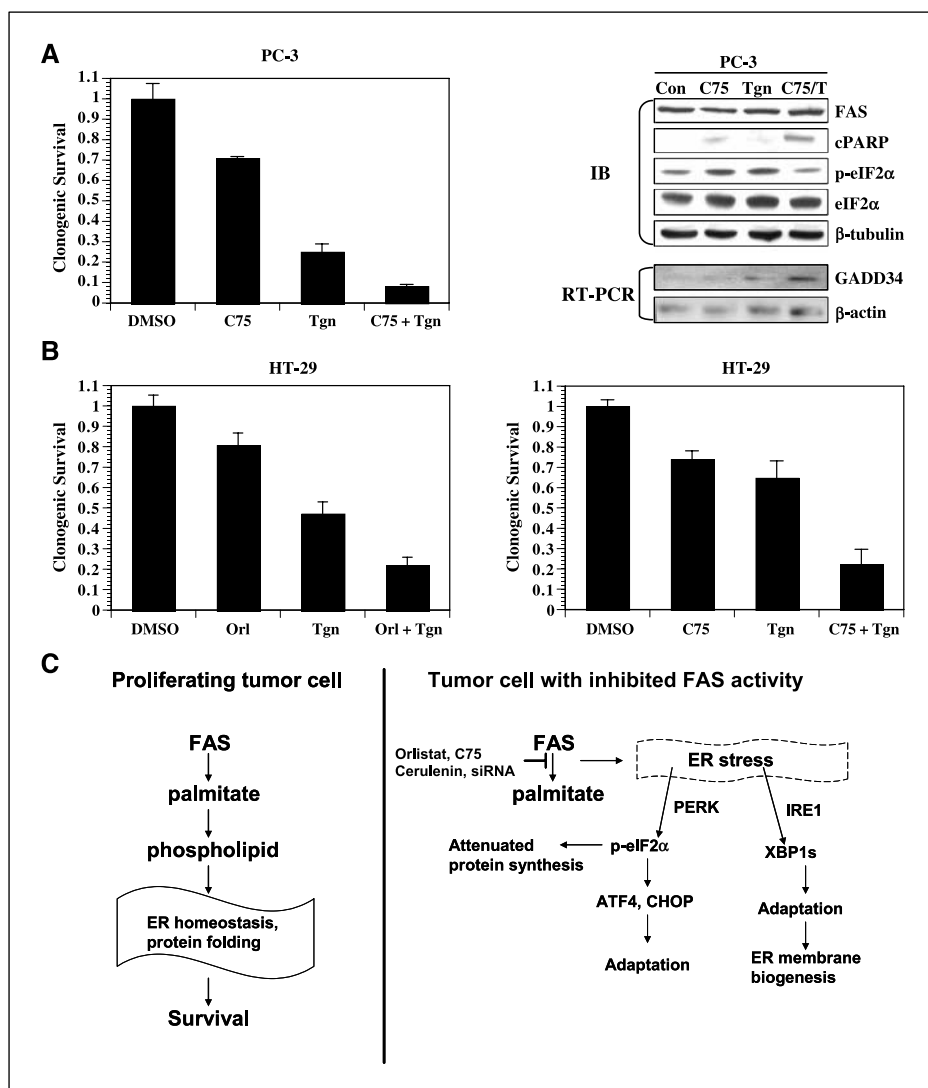 A
PC-3
Clonogenic Survival
1.1
1
0.9
0.8
0.7
0.6
0.5
0.4
0.3
0.2
0.1
0
DMSO C75 Tgn C75 + Tgn
PC-3
Con C75 Tgn C75/T
IB
FAS
cPARP
p-eIF2α
eIF2α
β-tubulin
RT-PCR
GADD34
β-actin
B
HT-29
Clonogenic Survival
1.1
1
0.9
0.8
0.7
0.6
0.5
0.4
0.3
0.2
0.1
0
DMSO Orl Tgn Orl + Tgn
HT-29
Clonogenic Survival
1.1
1
0.9
0.8
0.7
0.6
0.5
0.4
0.3
0.2
0.1
0
DMSO C75 Tgn C75 + Tgn
C
Proliferating tumor cell
FAS
palmitate
phospholipid
ER homeostasis,
protein folding
Survival
Tumor cell with inhibited FAS activity
Orlistat, C75
Cerulenin, siRNA
FAS
palmitate
ER stress
PERK
IRE1
Attenuated
protein synthesis
p-eIF2α
XBP1s
ATF4, CHOP
Adaptation
Adaptation
ER membrane
biogenesis